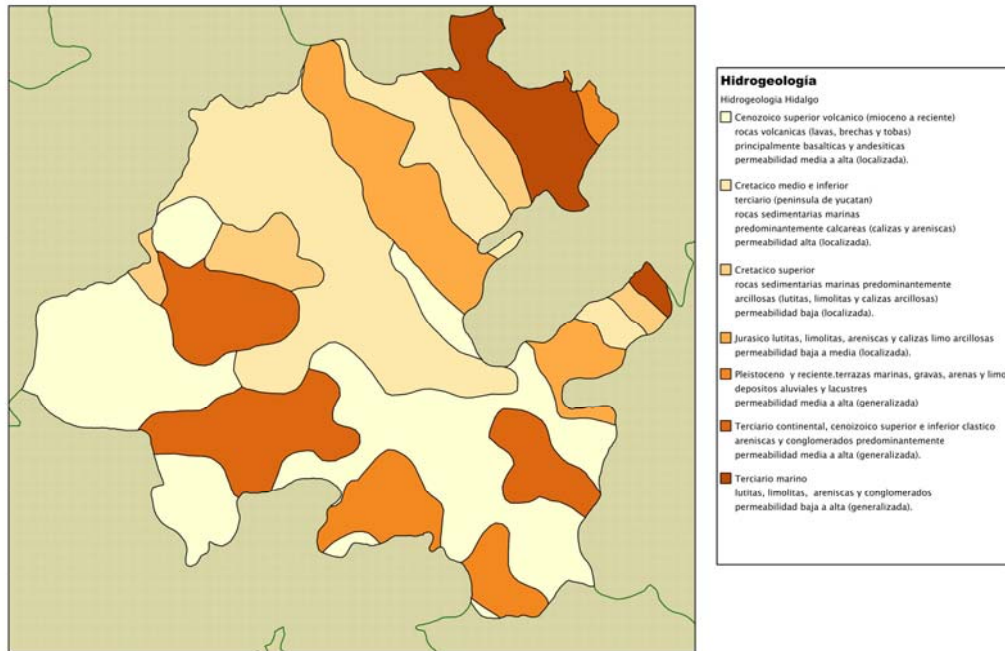 Hidrogeología
Hidrogeologia Hidalgo
Cenozoico superior volcanico (mioceno a reciente)
rocas volcanicas (lavas, brechas y tobas)
principalmente basalticas y andesiticas
permeabilidad media a alta (localizada).
Cretacico medio e inferior
terciario (peninsula de yucatan)
rocas sedimentarias marinas
predominantemente calcareas (calizas y areniscas)
permeabilidad alta (localizada).
Cretacico superior
rocas sedimentarias marinas predominantemente
arcillosas (lutitas, limolitas y calizas arcillosas)
permeabilidad baja (localizada).
Jurasico lutitas, limolitas, areniscas y calizas limo arcillosas
permeabilidad baja a media (localizada).
Pleistoceno y reciente.terrazas marinas, gravas, arenas y limo
depositos aluviales y lacustres
permeabilidad media a alta (generalizada)
Terciario continental, cenoizoico superior e inferior clastico
areniscas y conglomerados predominantemente
permeabilidad media a alta (generalizada).
Terciario marino
lutitas, limolitas, areniscas y conglomerados
permeabilidad baja a alta (generalizada).